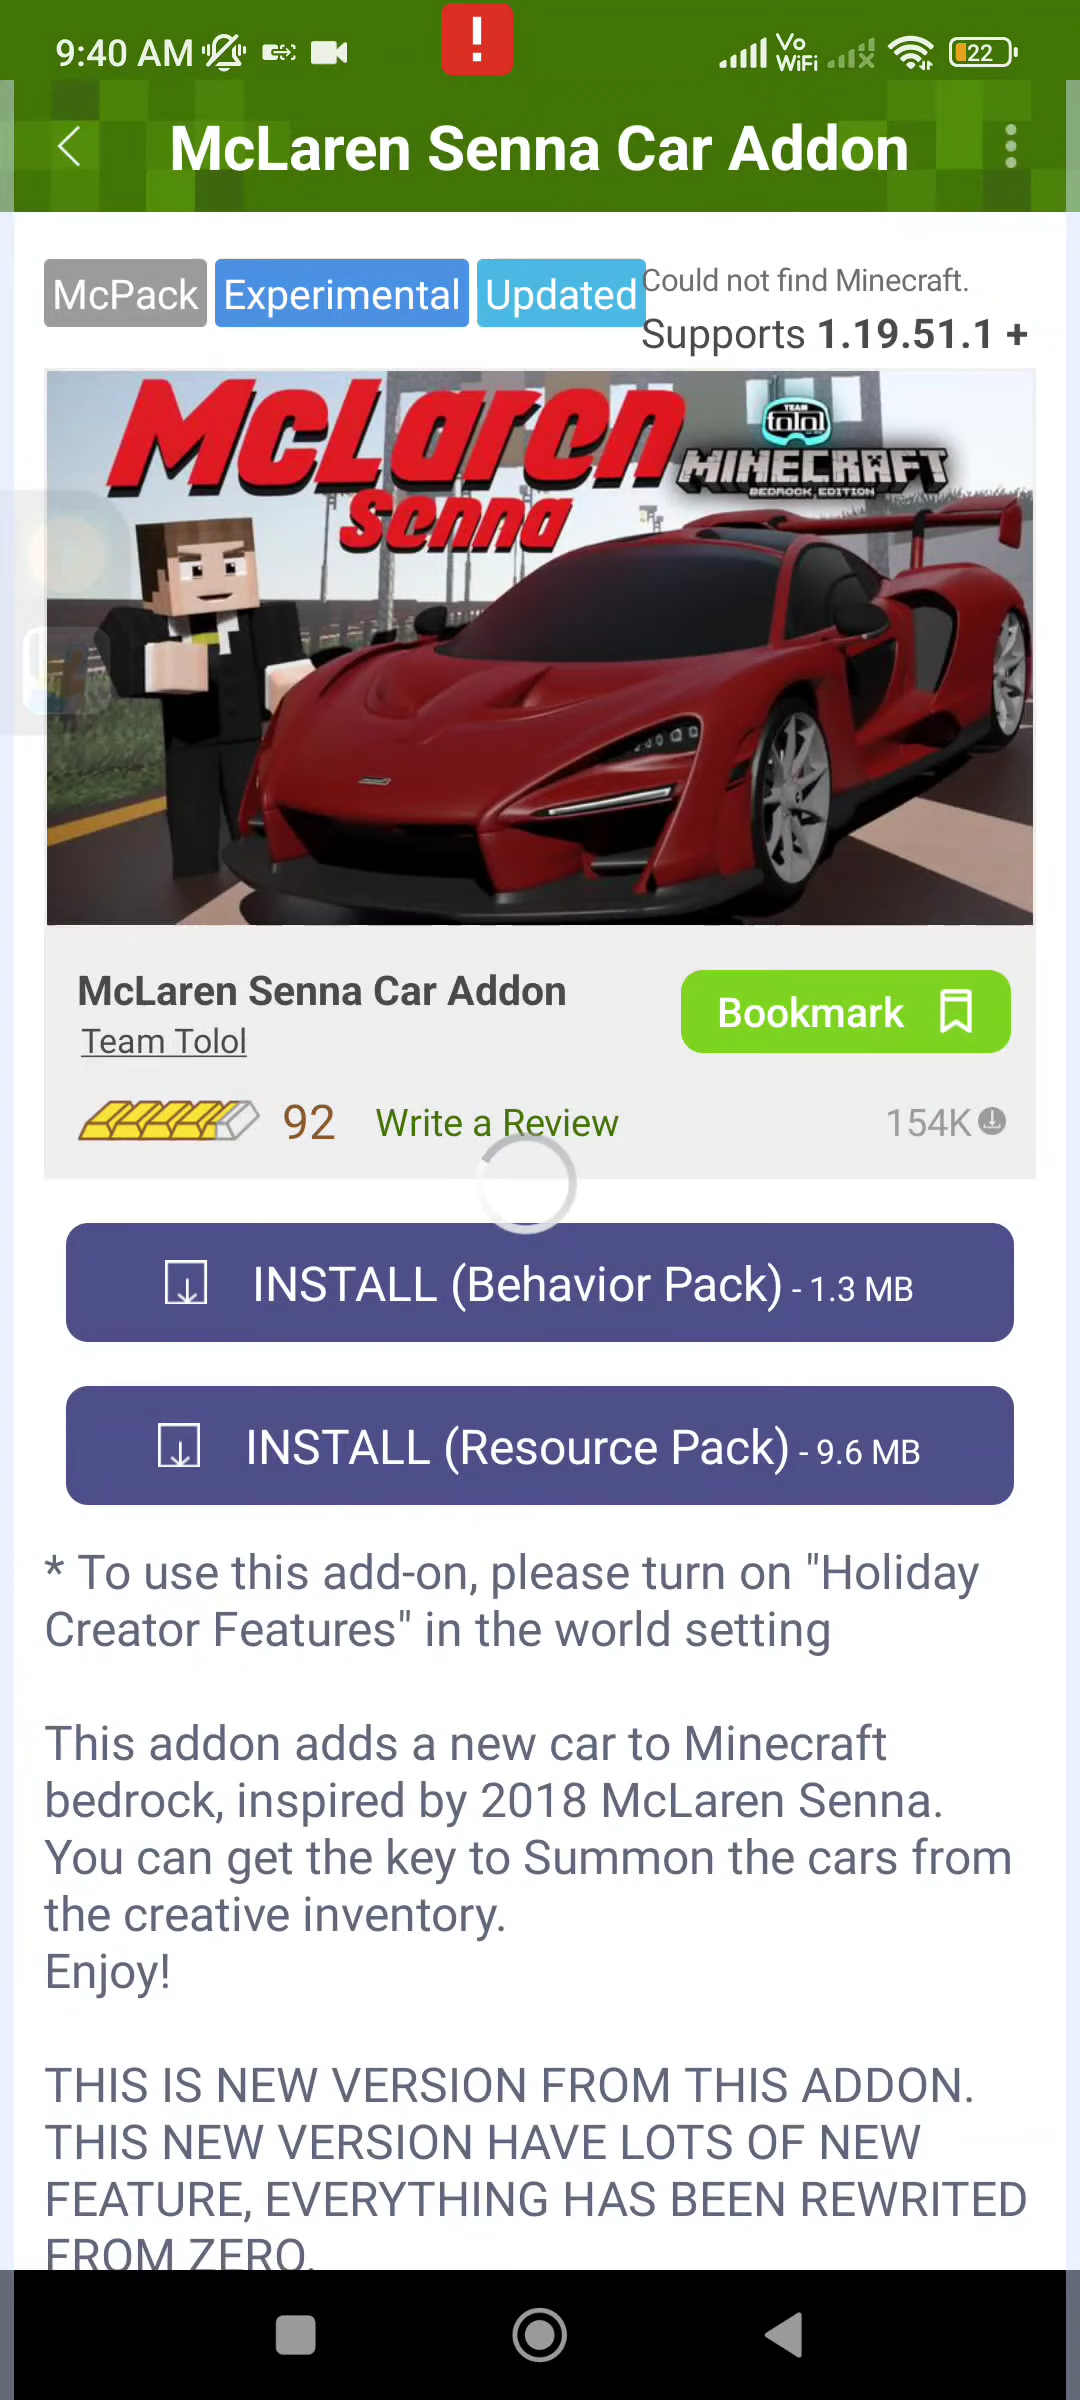 9:40 AM
Vo
WiFi
22
McLaren Senna Car Addon
McPack
Experimental
Updated
Could not find Minecraft.
Supports 1.19.51.1 +
McLaren
Senna
TEAM
tolol
MINECRAFT
BEDROCK EDITION
McLaren Senna Car Addon
Team Tolol
Bookmark
92
Write a Review
154K
INSTALL (Behavior Pack) - 1.3 MB
INSTALL (Resource Pack) - 9.6 MB
* To use this add-on, please turn on "Holiday
Creator Features" in the world setting
This addon adds a new car to Minecraft
bedrock, inspired by 2018 McLaren Senna.
You can get the key to Summon the cars from
the creative inventory.
Enjoy!
THIS IS NEW VERSION FROM THIS ADDON.
THIS NEW VERSION HAVE LOTS OF NEW
FEATURE, EVERYTHING HAS BEEN REWRITED
FROM ZERO.